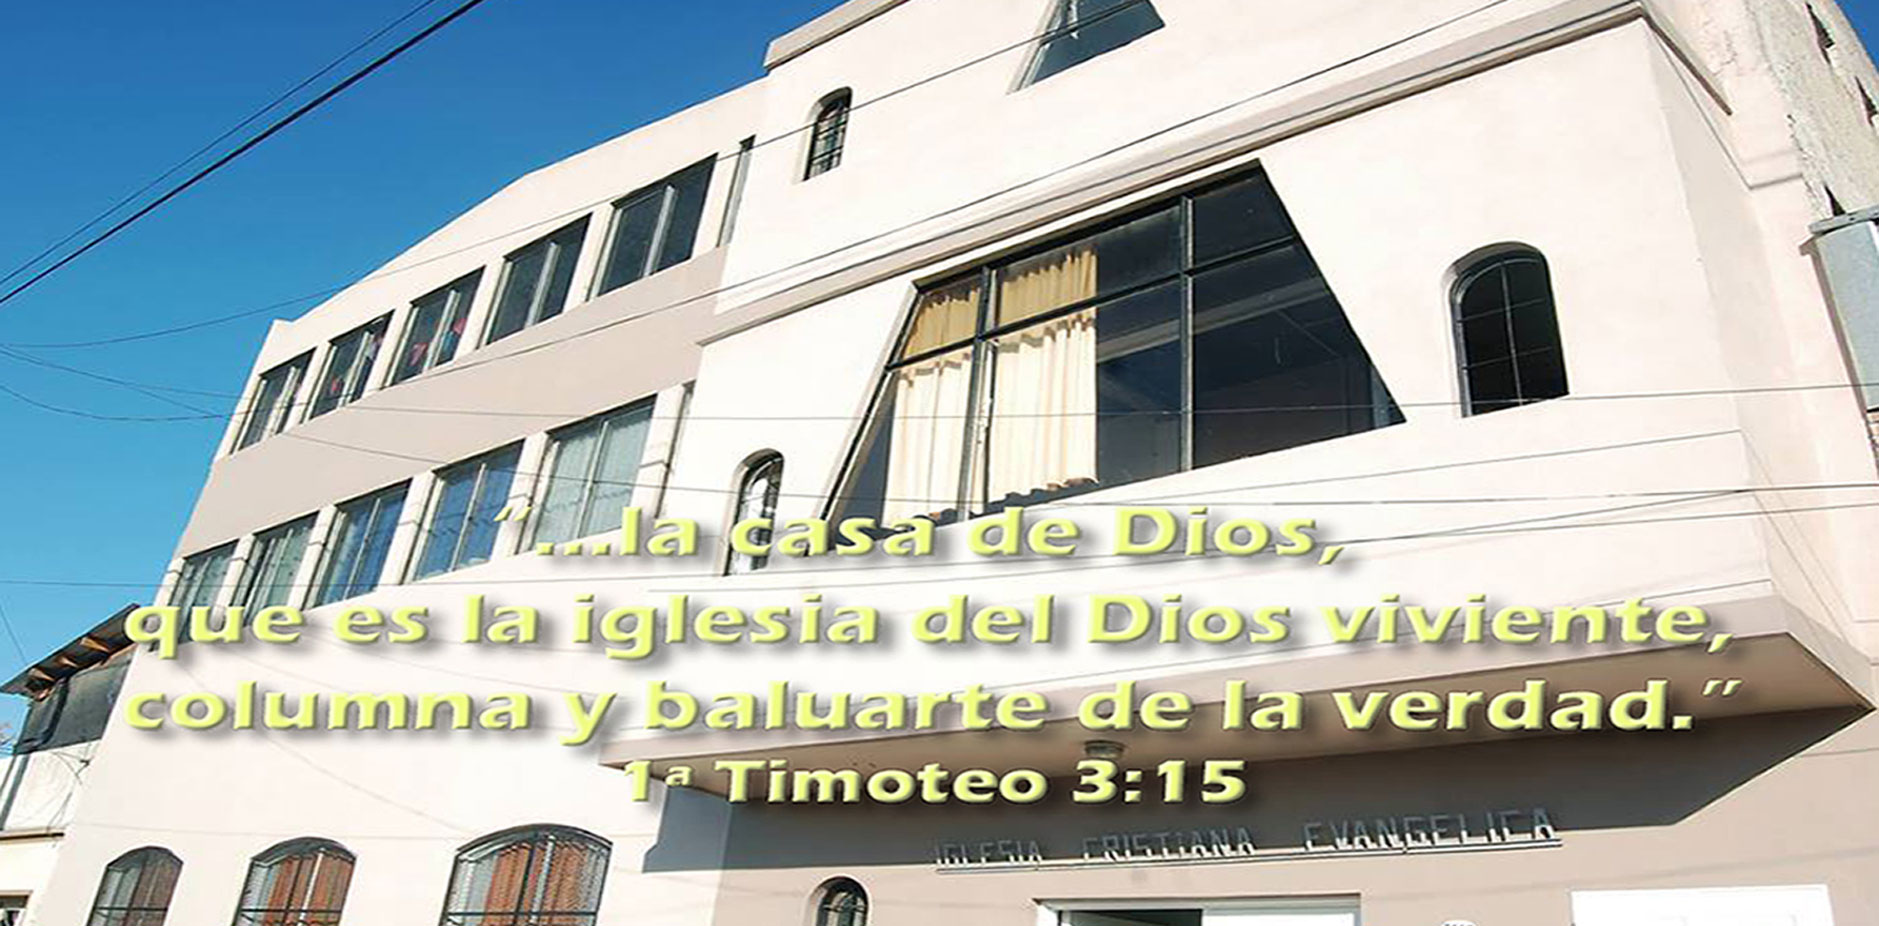 “...la casa de Dios,
que es la iglesia del Dios viviente,
columna y baluarte de la verdad.”
1ª Timoteo 3:15
IGLESIA CRISTIANA EVANGELICA